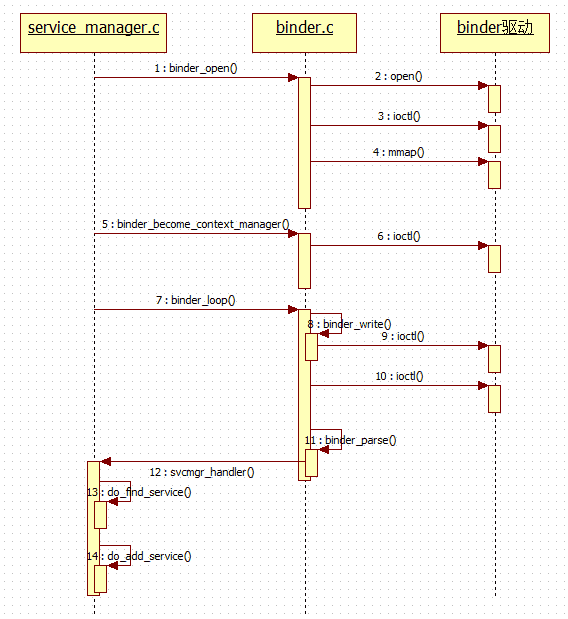 service_manager.c
binder.c
binder驱动
1 : binder_open()
2 : open()
3 : ioctl()
4 : mmap()
5 : binder_become_context_manager()
6 : ioctl()
7 : binder_loop()
8 : binder_write()
9 : ioctl()
10 : ioctl()
11 : binder_parse()
12 : svcmgr_handler()
13 : do_find_service()
14 : do_add_service()